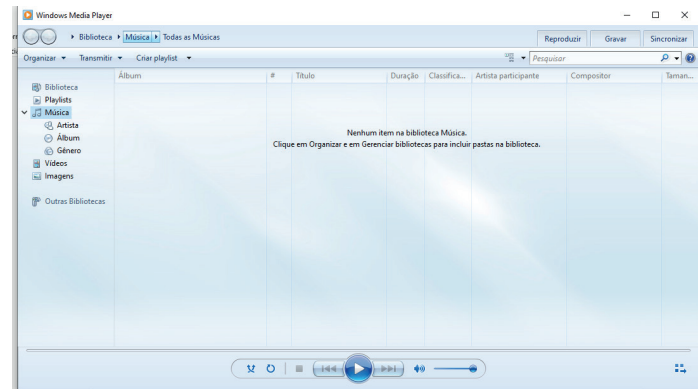 Windows Media Player
Biblioteca Música Todas as Músicas
Reproduzir Gravar Sincronizar
Organizar Transmitir Criar playlist Pesquisar
Álbum # Título Duração Classifica... Artista participante Compositor Taman...
Biblioteca
Playlists
Música
Artista
Álbum
Gênero
Vídeos
Imagens
Outras Bibliotecas
Nenhum item na biblioteca Música.
Clique em Organizar e em Gerenciar bibliotecas para incluir pastas na biblioteca.